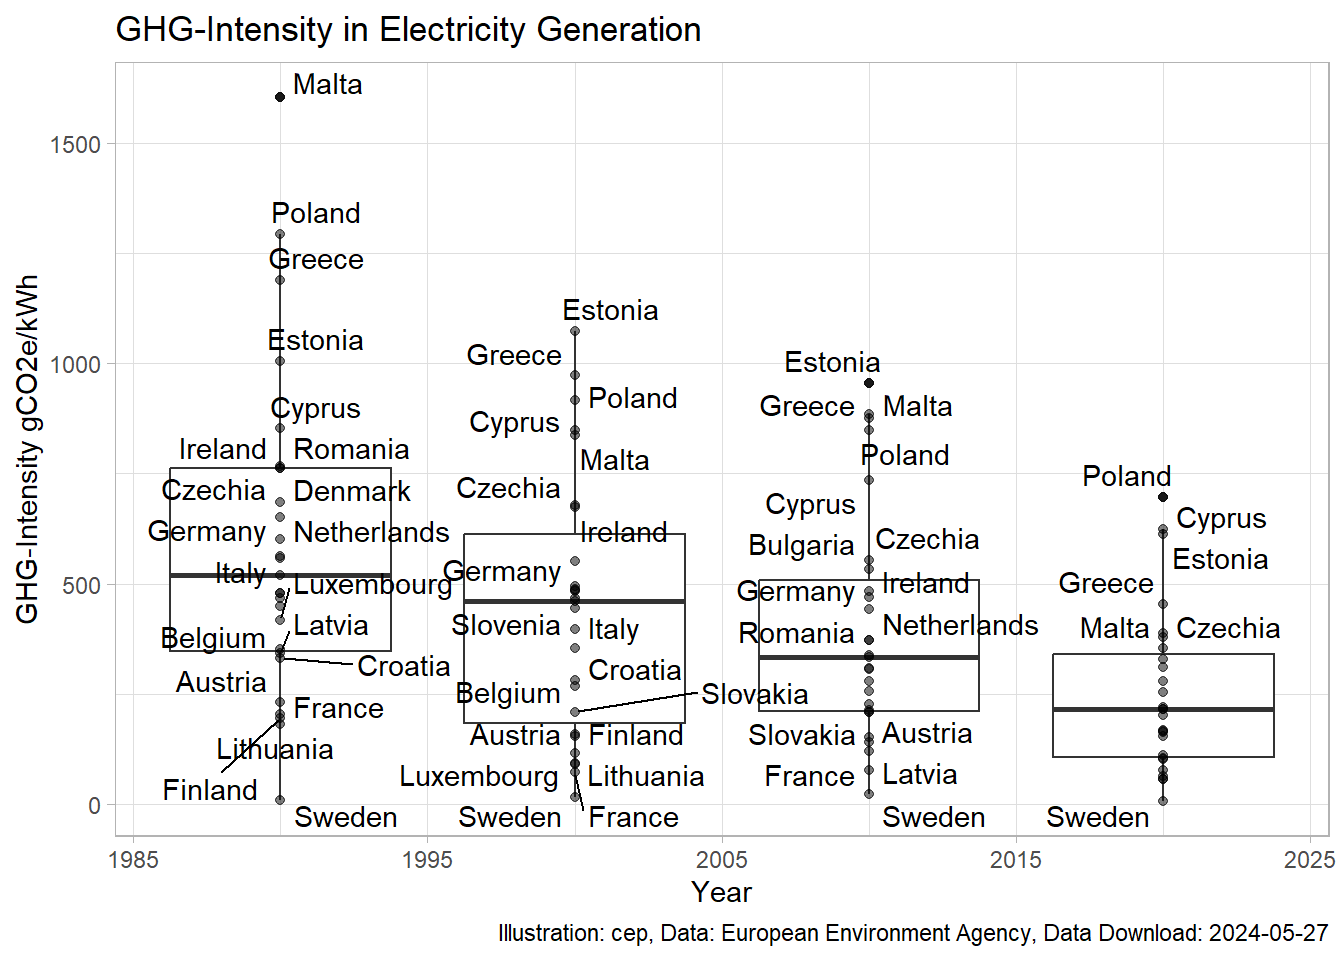 GHG-Intensity in Electricity Generation
GHG-Intensity gCO2e/kWh
1500
1000
500
0
Malta
Poland
Greece
Estonia
Cyprus
Ireland
Romania
Czechia
Denmark
Germany
Netherlands
Italy
Luxembourg
Belgium
Latvia
Croatia
Austria
France
Lithuania
Finland
Sweden
Estonia
Greece
Poland
Cyprus
Malta
Czechia
Ireland
Germany
Slovenia
Italy
Croatia
Belgium
Slovakia
Austria
Finland
Luxembourg
Lithuania
Sweden
France
Estonia
Greece
Malta
Poland
Cyprus
Bulgaria
Czechia
Germany
Ireland
Romania
Netherlands
Slovakia
Austria
France
Latvia
Sweden
Poland
Cyprus
Estonia
Greece
Malta
Czechia
Sweden
1985
1995
2005
2015
2025
Year
Illustration: cep, Data: European Environment Agency, Data Download: 2024-05-27